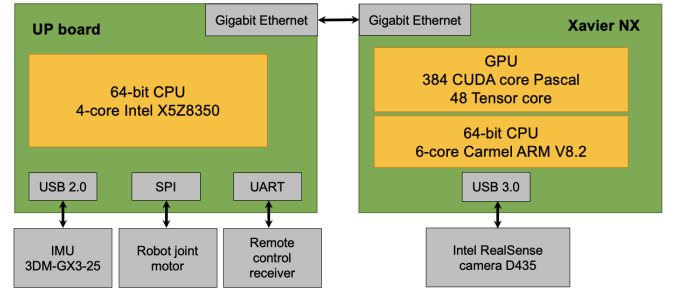 Gigabit Ethernet
Gigabit Ethernet
UP board
Xavier NX
64-bit CPU
4-core Intel X5Z8350
GPU
384 CUDA core Pascal
48 Tensor core
64-bit CPU
6-core Carmel ARM V8.2
USB 2.0
SPI
UART
USB 3.0
IMU
3DM-GX3-25
Robot joint
motor
Remote
control
receiver
Intel RealSense
camera D435